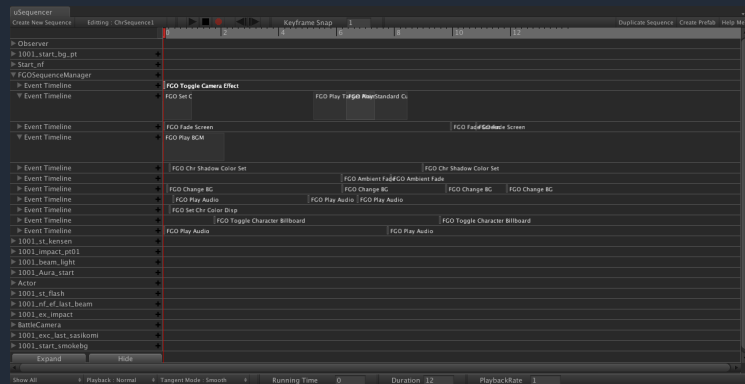 uSequencer
Create New Sequence Editing : ChrSequence1 Keyframe Snap 1 Duplicate Sequence Create Prefab Help Me
0 2 4 6 8 10 12
Observer
1001_start_bg_pt
Start_nf
FGOSequenceManager
Event Timeline FGO Toggle Camera Effect
Event Timeline FGO Set C FGO Play Standard Cu
Event Timeline FGO Fade Screen FGO Fade Screen
Event Timeline FGO Play BGM
Event Timeline FGO Chr Shadow Color Set FGO Chr Shadow Color Set
Event Timeline FGO Ambient Fade FGO Ambient Fade
Event Timeline FGO Change BG FGO Change BG FGO Change BG FGO Change BG
Event Timeline FGO Play Audio FGO Play Audio FGO Play Audio
Event Timeline FGO Set Chr Color Disp
Event Timeline FGO Toggle Character Billboard FGO Toggle Character Billboard
Event Timeline FGO Play Audio FGO Play Audio
1001_st_kensen
1001_impact_pt01
1001_beam_light
1001_Aura_start
Actor
1001_st_flash
1001_nf_ef_last_beam
1001_ex_impact
BattleCamera
1001_exc_last_sasikomi
1001_start_smokebg
Expand Hide
Show All Playback : Normal Tangent Mode : Smooth Running Time 0 Duration 12 PlaybackRate 1